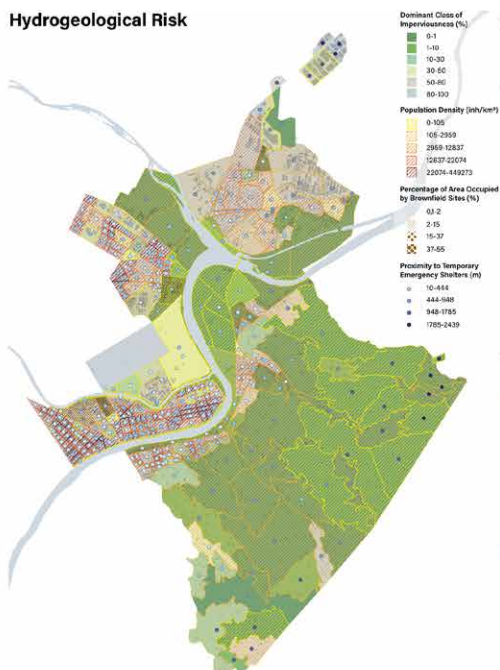 Hydrogeological Risk
Dominant Class of
Imperviousness (%)
0-1
1-10
10-30
30-50
50-80
80-100
Population Density (inh/km²)
0-105
105-2959
2959-12837
12837-22074
22074-449273
Percentage of Area Occupied
by Brownfield Sites (%)
0,1-2
2-15
15-37
37-55
Proximity to Temporary
Emergency Shelters (m)
10-444
444-948
948-1785
1785-2439